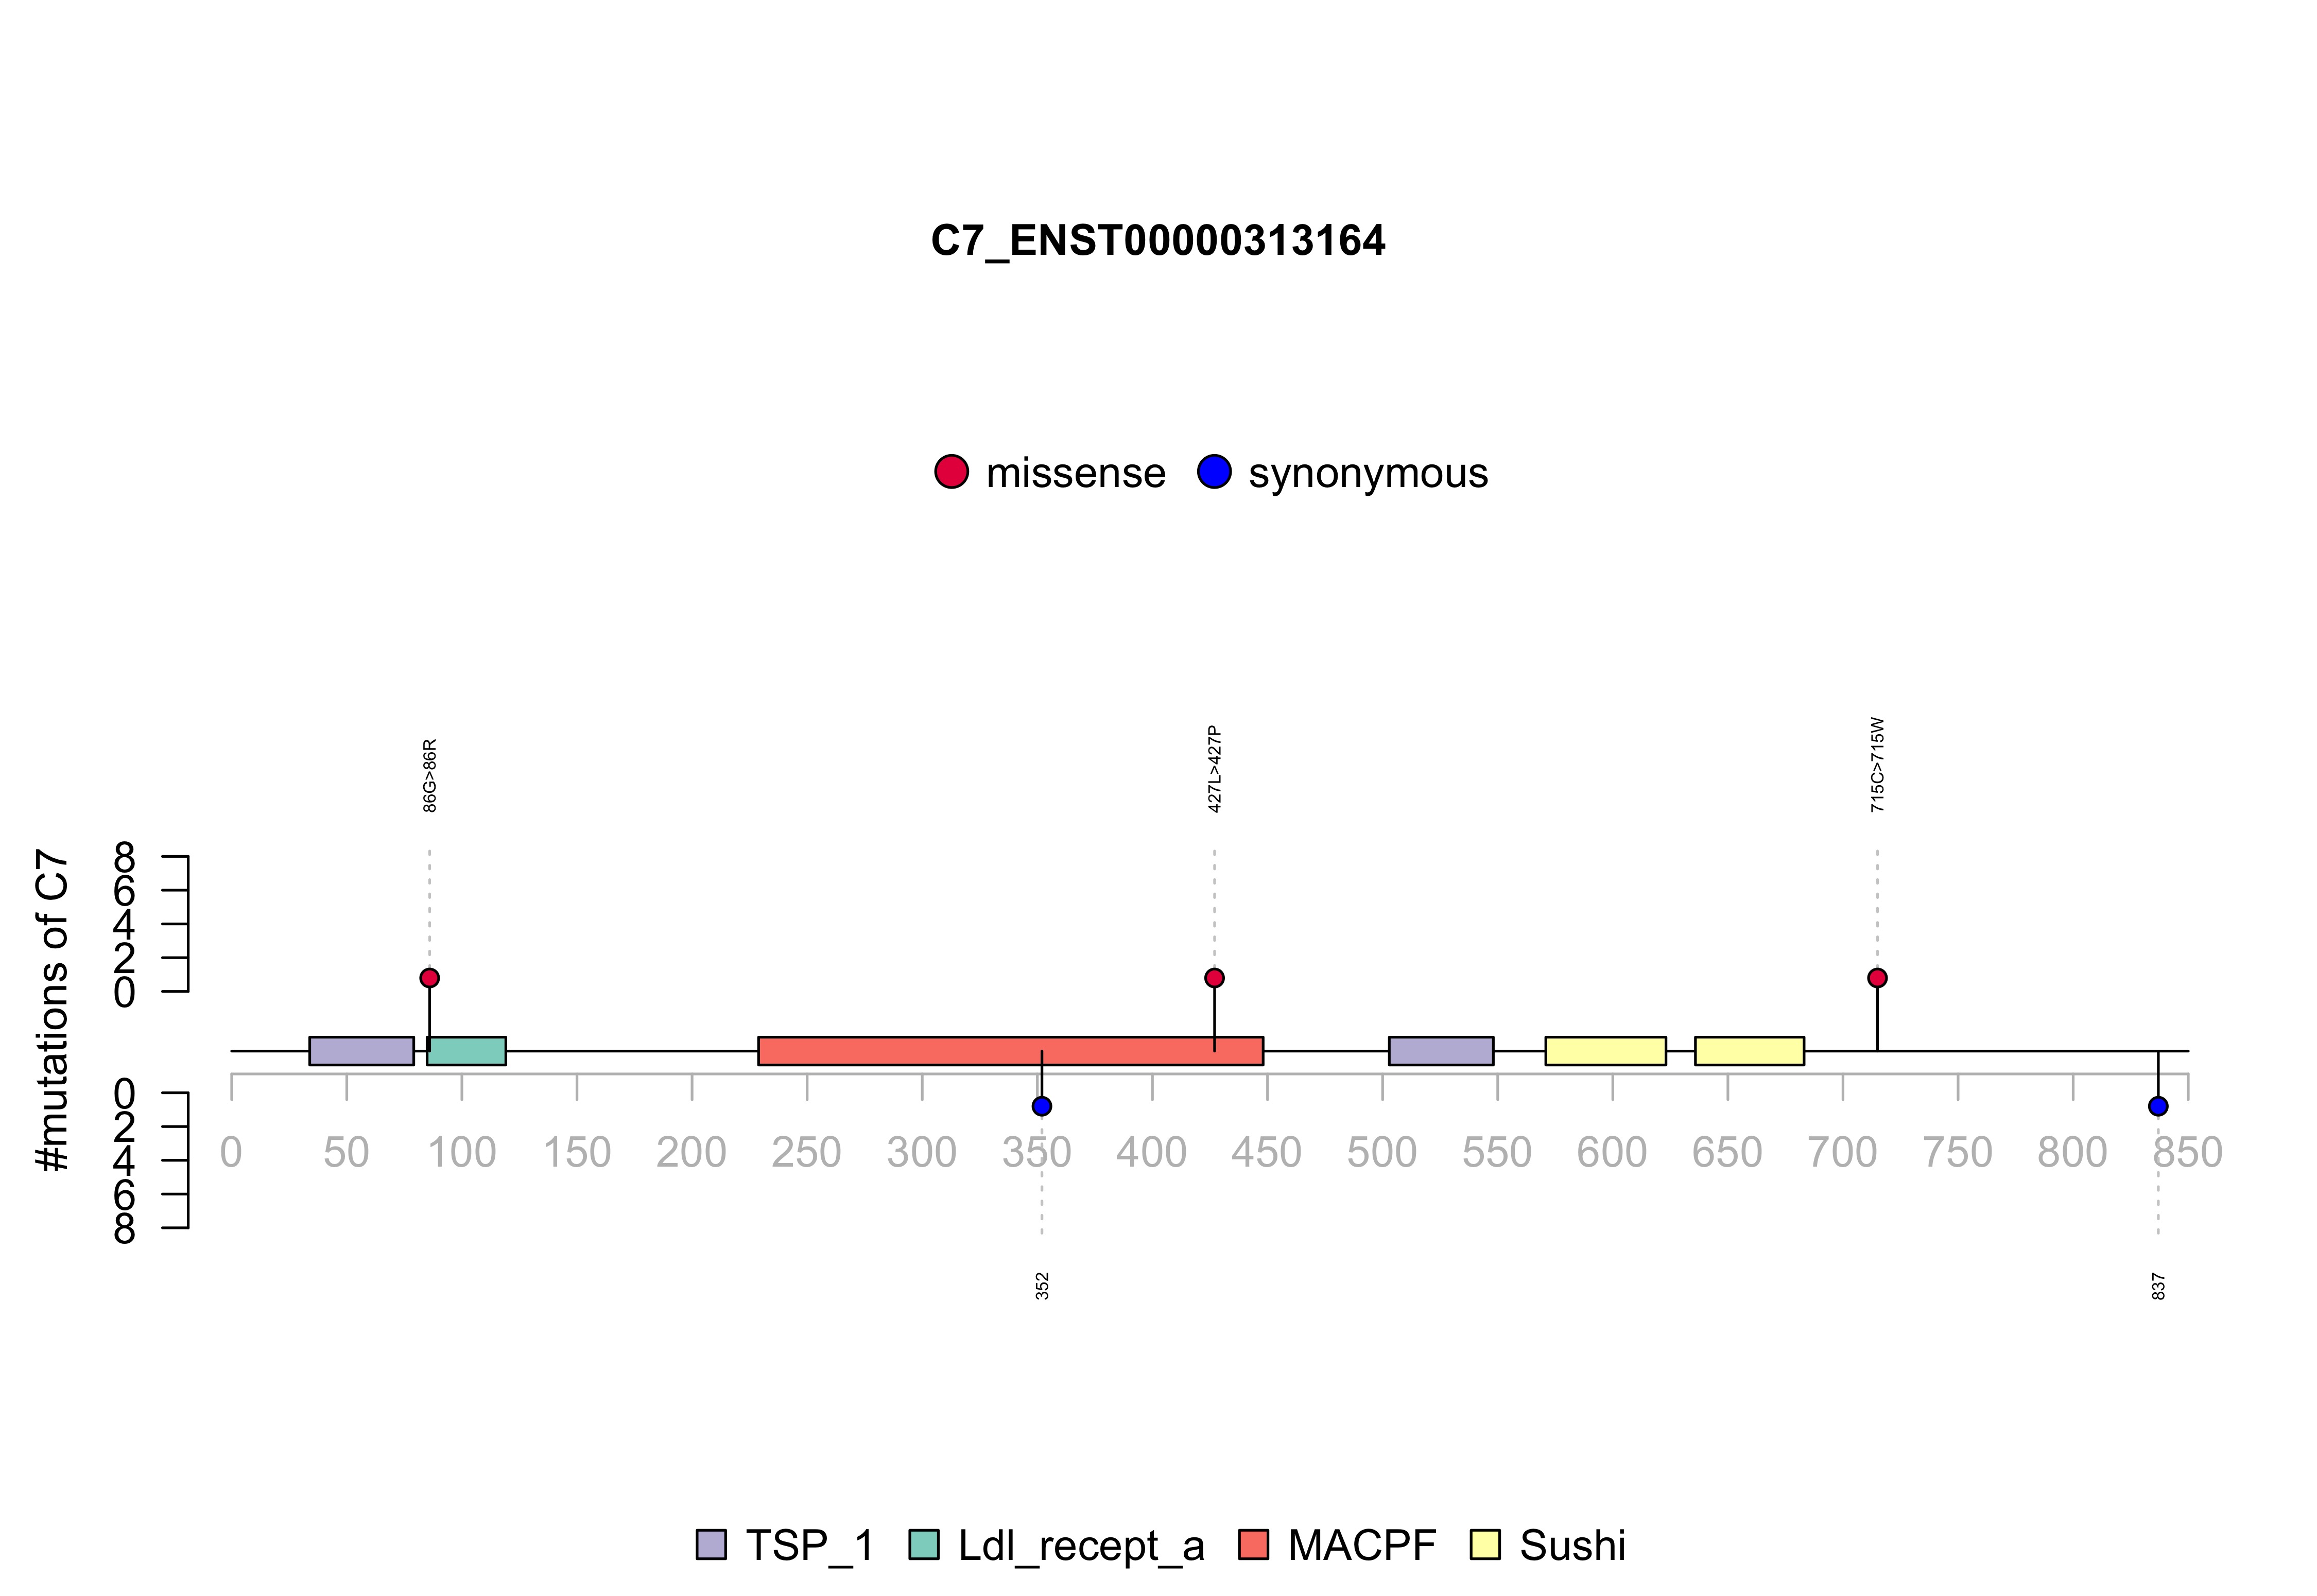 C7_ENST00000313164
missense synonymous
86G>86R 427L>427P 715C>715W
#mutations of C7
8
6
4
2
0
0
2
4
6
8
0 50 100 150 200 250 300 350 400 450 500 550 600 650 700 750 800 850
352 837
TSP_1 Ldl_recept_a MACPF Sushi